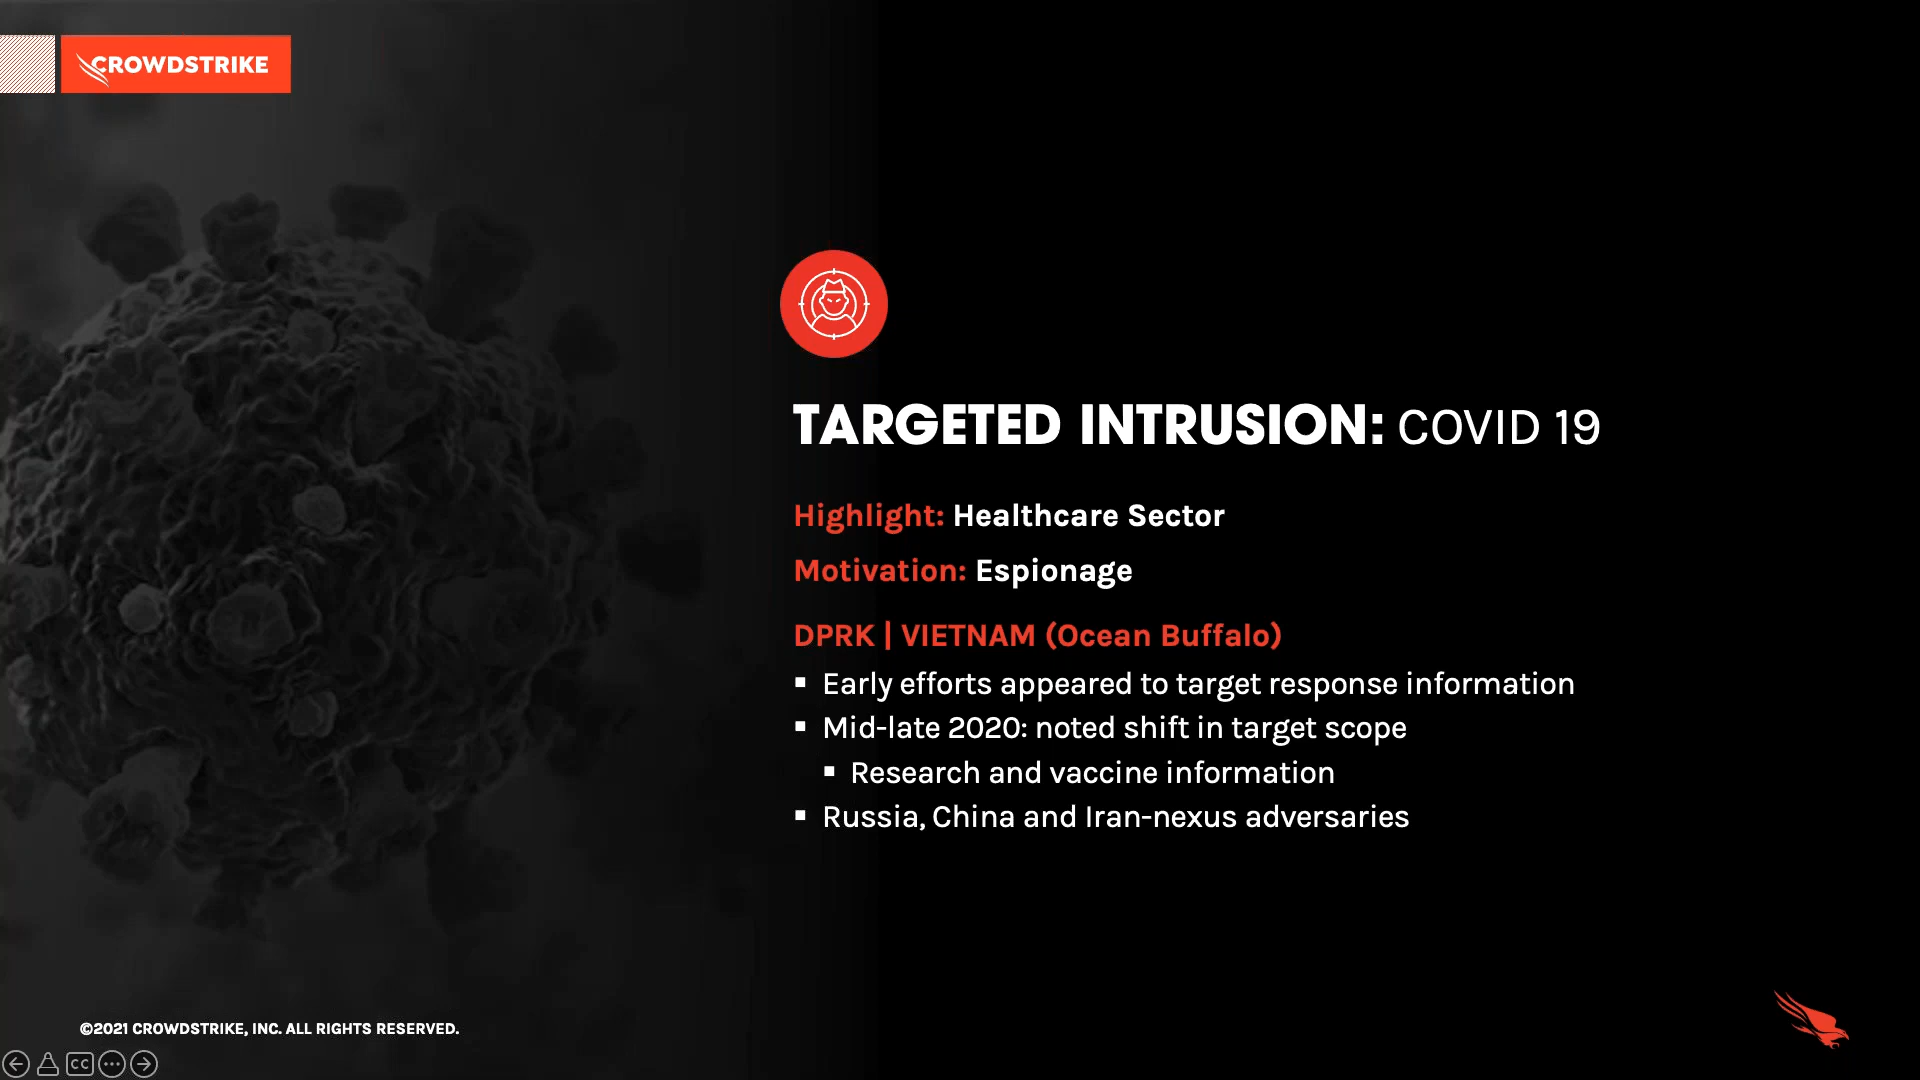 CROWDSTRIKE
TARGETED INTRUSION: COVID 19
Highlight: Healthcare Sector
Motivation: Espionage
DPRK | VIETNAM (Ocean Buffalo)
▪ Early efforts appeared to target response information
▪ Mid-late 2020: noted shift in target scope
▪ Research and vaccine information
▪ Russia, China and Iran-nexus adversaries
©2021 CROWDSTRIKE, INC. ALL RIGHTS RESERVED.
CC